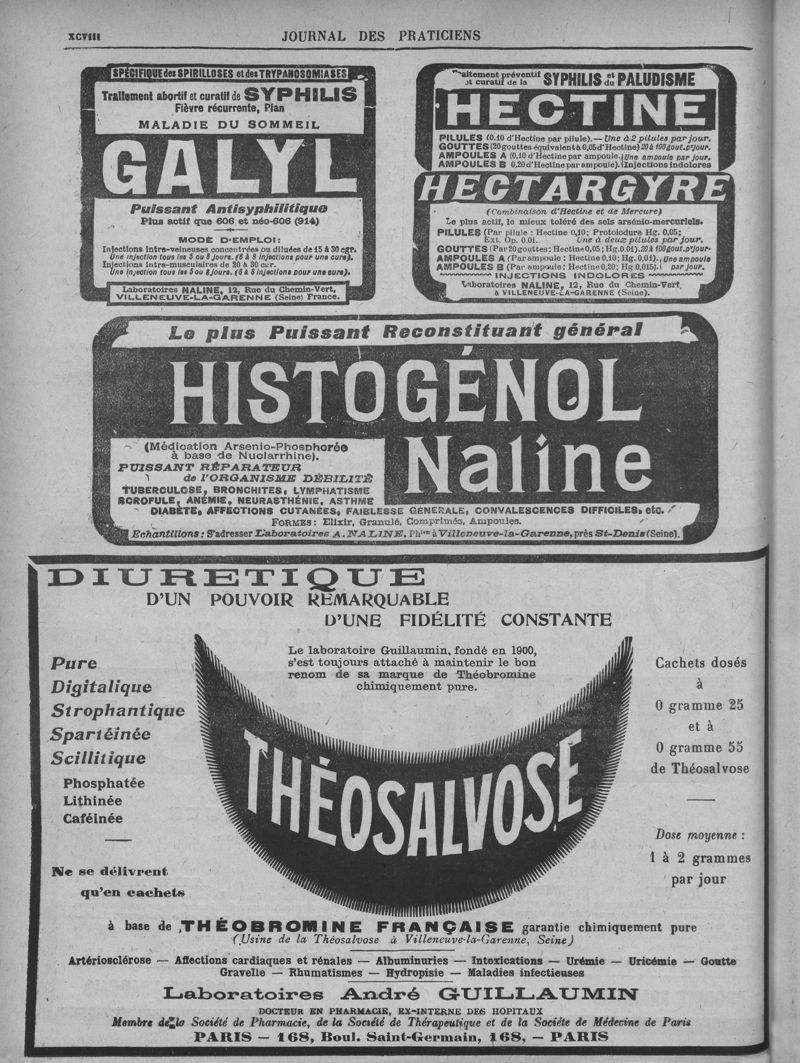 XCVIII
JOURNAL DES PRATICIENS
SPÉCIFIQUE des SPIRILLOSES et des TRYPANOSOMIASES
Traitement abortif et curatif de SYPHILIS
Fièvre récurrente, Pian
MALADIE DU SOMMEIL
GALYL
Puissant Antisyphilitique
Plus actif que 606 et néo-606 (914)
MODE D'EMPLOI:
Injections intra-veineuses concentrées ou diluées de 15 à 30 cgr.
Une injection tous les 5 ou 8 jours. (6 à 8 injections pour une cure).
Injections intra-musculaires de 20 à 30 cgr.
Une injection tous les 5 ou 8 jours. (6 à 8 injections pour une cure).
Laboratoires NALINE, 12, Rue du Chemin-Vert,
VILLENEUVE-LA-GARENNE (Seine) France.
Traitement préventif et curatif de la SYPHILIS et du PALUDISME
HECTINE
PILULES (0.10 d'Hectine par pilule).— Une à 2 pilules par jour.
GOUTTES (20 gouttes équivalent à 0,05 d'Hectine) 20 à 100 gout. p' jour.
AMPOULES A (0,10 d'Hectine par ampoule). Une ampoule par jour.
AMPOULES B 0,20 d'Hectine par ampoule). Injections indolores
HECTARGYRE
(Combinaison d'Hectine et de Mercure)
Le plus actif, le mieux toléré des sels arsénio-mercuriels.
PILULES (Par pilule : Hectine 0,10; Protoiodure Hg. 0,05;
Ext. Op. 0,01. Une à deux pilules par jour.
GOUTTES (Par 20 gouttes: Hectine 0,05; Hg. 0,01). 20 à 100 gout. p' jour
AMPOULES A (Par ampoule: Hectine 0,10; Hg. 0,01). Une ampoule
AMPOULES B (Par ampoule: Hectine 0,20; Hg 0,015). par jour.
INJECTIONS INDOLORES
Laboratoires NALINE, 12, Rue du Chemin-Vert
à VILLENEUVE-LA-GARENNE (Seine).
Le plus Puissant Reconstituant général
HISTOGÉNOL
Naline
(Médication Arsenio-Phosphorée
à base de Nuclarrhine).
PUISSANT RÉPARATEUR
de l'ORGANISME DÉBILITÉ
TUBERCULOSE, BRONCHITES, LYMPHATISME
SCROFULE, ANÉMIE, NEURASTHÉNIE, ASTHME
DIABÈTE, AFFECTIONS CUTANÉES, FAIBLESSE GÉNÉRALE, CONVALESCENCES DIFFICILES, etc.
FORMES: Elixir, Granulé, Comprimés, Ampoules.
Echantillons: S'adresser Laboratoires A. NALINE, Phien à Villeneuve-la-Garenne, près St-Denis (Seine).
DIURETIQUE
D'UN POUVOIR REMARQUABLE
D'UNE FIDÉLITÉ CONSTANTE
Le laboratoire Guillaumin, fondé en 1900,
s'est toujours attaché à maintenir le bon
renom de sa marque de Théobromine
chimiquement pure.
Pure
Digitalique
Strophantique
Spartéinée
Scillitique
Phosphatée
Lithinée
Caféinée
Ne se délivrent
qu'en cachets
THÉOSALVOSE
Cachets dosés
à
0 gramme 25
et à
0 gramme 55
de Théosalvose
Dose moyenne :
1 à 2 grammes
par jour
à base de THÉOBROMINE FRANÇAISE garantie chimiquement pure
(Usine de la Théosalvose à Villeneuve-la-Garenne, Seine)
Artériosclérose — Affections cardiaques et rénales — Albuminuries — Intoxications — Urémie — Uricémie — Goutte
Gravelle — Rhumatismes — Hydropisie — Maladies infectieuses
Laboratoires André GUILLAUMIN
DOCTEUR EN PHARMACIE, EX-INTERNE DES HOPITAUX
Membre de la Société de Pharmacie, de la Société de Thérapeutique et de la Société de Médecine de Paris
PARIS — 168, Boul. Saint-Germain, 168, — PARIS